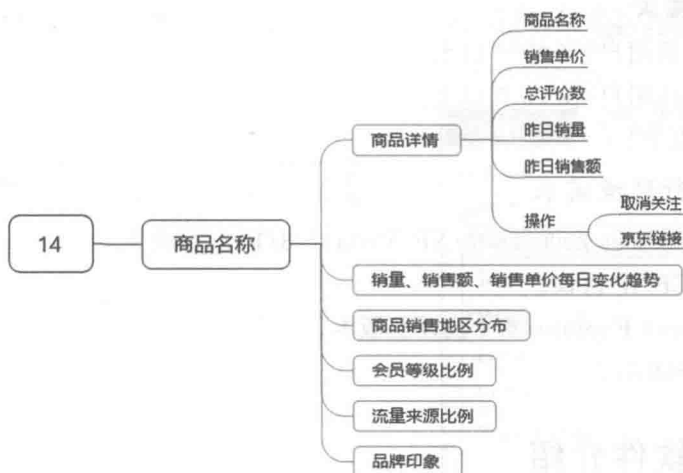 商品名称
销售单价
总评价数
商品详情
昨日销量
昨日销售额
操作
取消关注
京东链接
14
商品名称
销量、销售额、销售单价每日变化趋势
商品销售地区分布
会员等级比例
流量来源比例
品牌印象